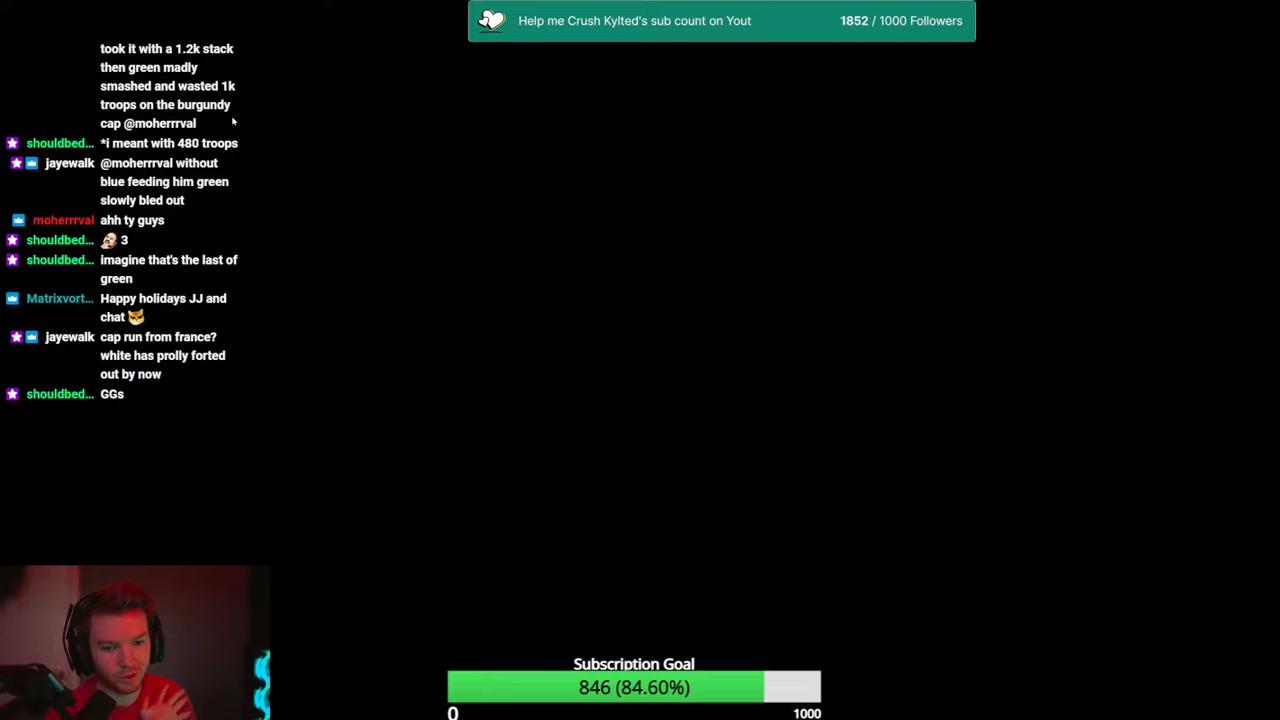 Help me Crush Kylted's sub count on Yout 1852 / 1000 Followers
took it with a 1.2k stack
then green madly
smashed and wasted 1k
troops on the burgundy
cap @moherrrval
shouldbed... *i meant with 480 troops
jayewalk @moherrrval without
blue feeding him green
slowly bled out
moherrrval ahh ty guys
shouldbed... 3
shouldbed... imagine that's the last of
green
Matrixvort... Happy holidays JJ and
chat
jayewalk cap run from france?
white has prolly forted
out by now
shouldbed... GGs
Subscription Goal
846 (84.60%)
0 1000